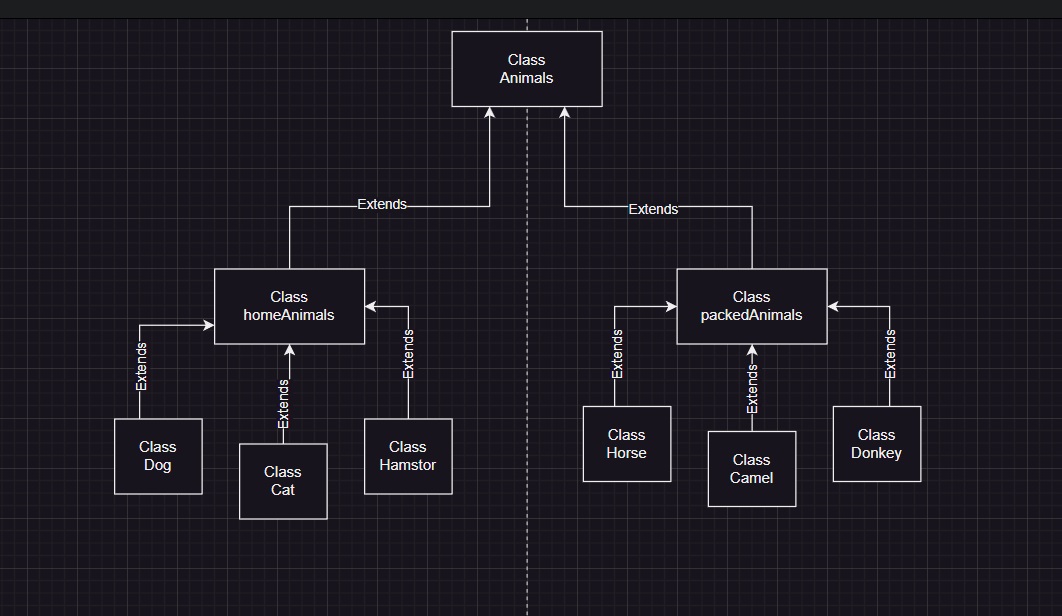 Class
Animals
Extends
Extends
Class
homeAnimals
Class
packedAnimals
Extends
Extends
Extends
Extends
Extends
Extends
Class
Dog
Class
Cat
Class
Hamstor
Class
Horse
Class
Camel
Class
Donkey